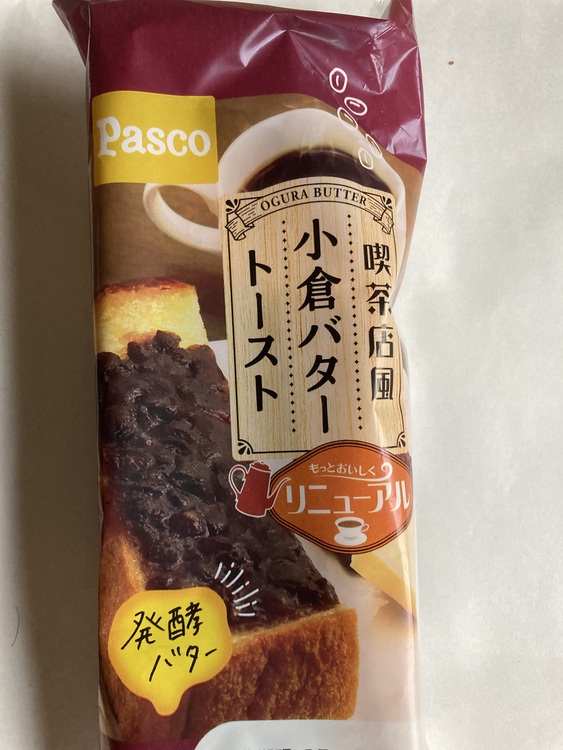 Pasco
OGURA BUTTER
喫茶店風
小倉バター
トースト
もっとおいしく
リニューアル
発酵
バター